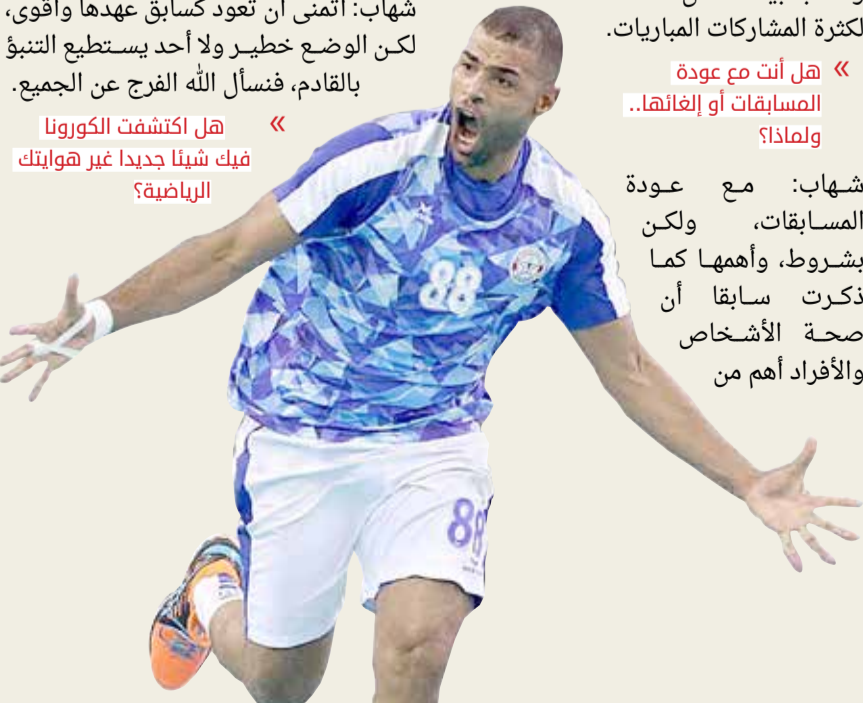 لكثرة المشاركات المباريات.
» هل أنت مع عودة
المسابقات أو إلغائها..
ولماذا؟
شهاب: مع عودة
المسابقات، ولكن
بشروط، وأهمها كما
ذكرت سابقا أن
صحة الأشخاص
والأفراد أهم من
شهاب: أتمنى أن تعود كسابق عهدها وأقوى،
لكن الوضع خطير ولا أحد يستطيع التنبؤ
بالقادم، فنسأل الله الفرج عن الجميع.
» هل اكتشفت الكورونا
فيك شيئا جديدا غير هوايتك
الرياضية؟
88
88